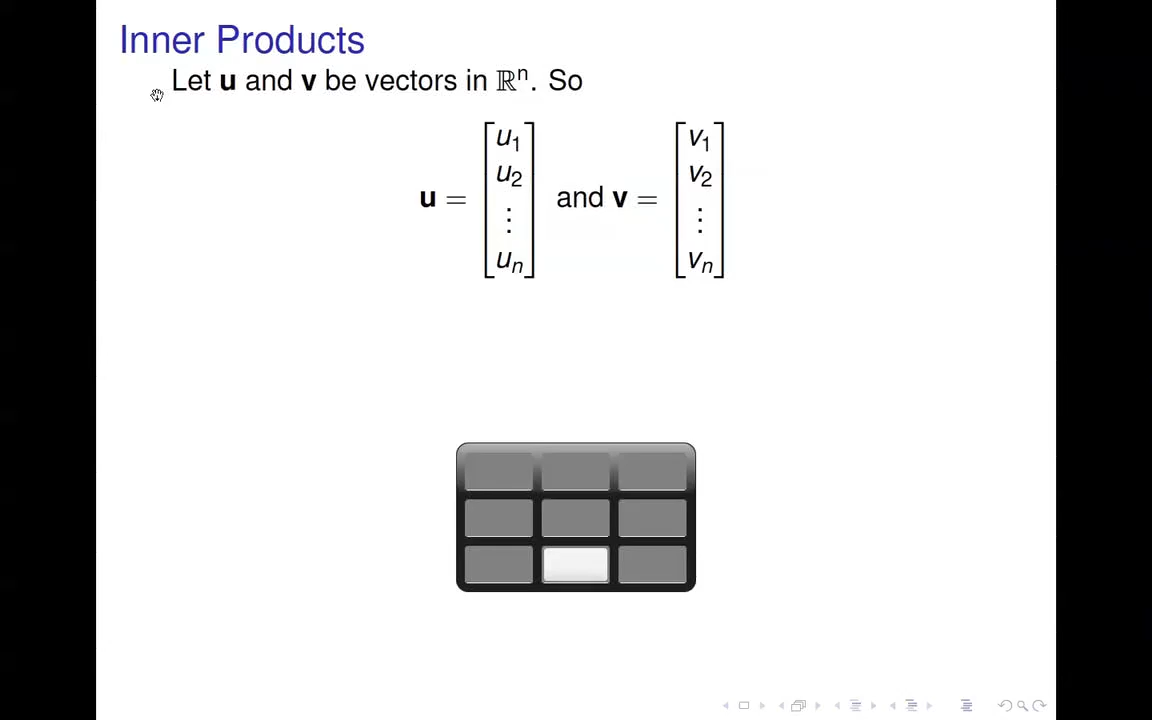 Inner Products
Let u and v be vectors in ℝⁿ. So
u = [u₁ u₂ ⋮ uₙ] and v = [v₁ v₂ ⋮ vₙ]